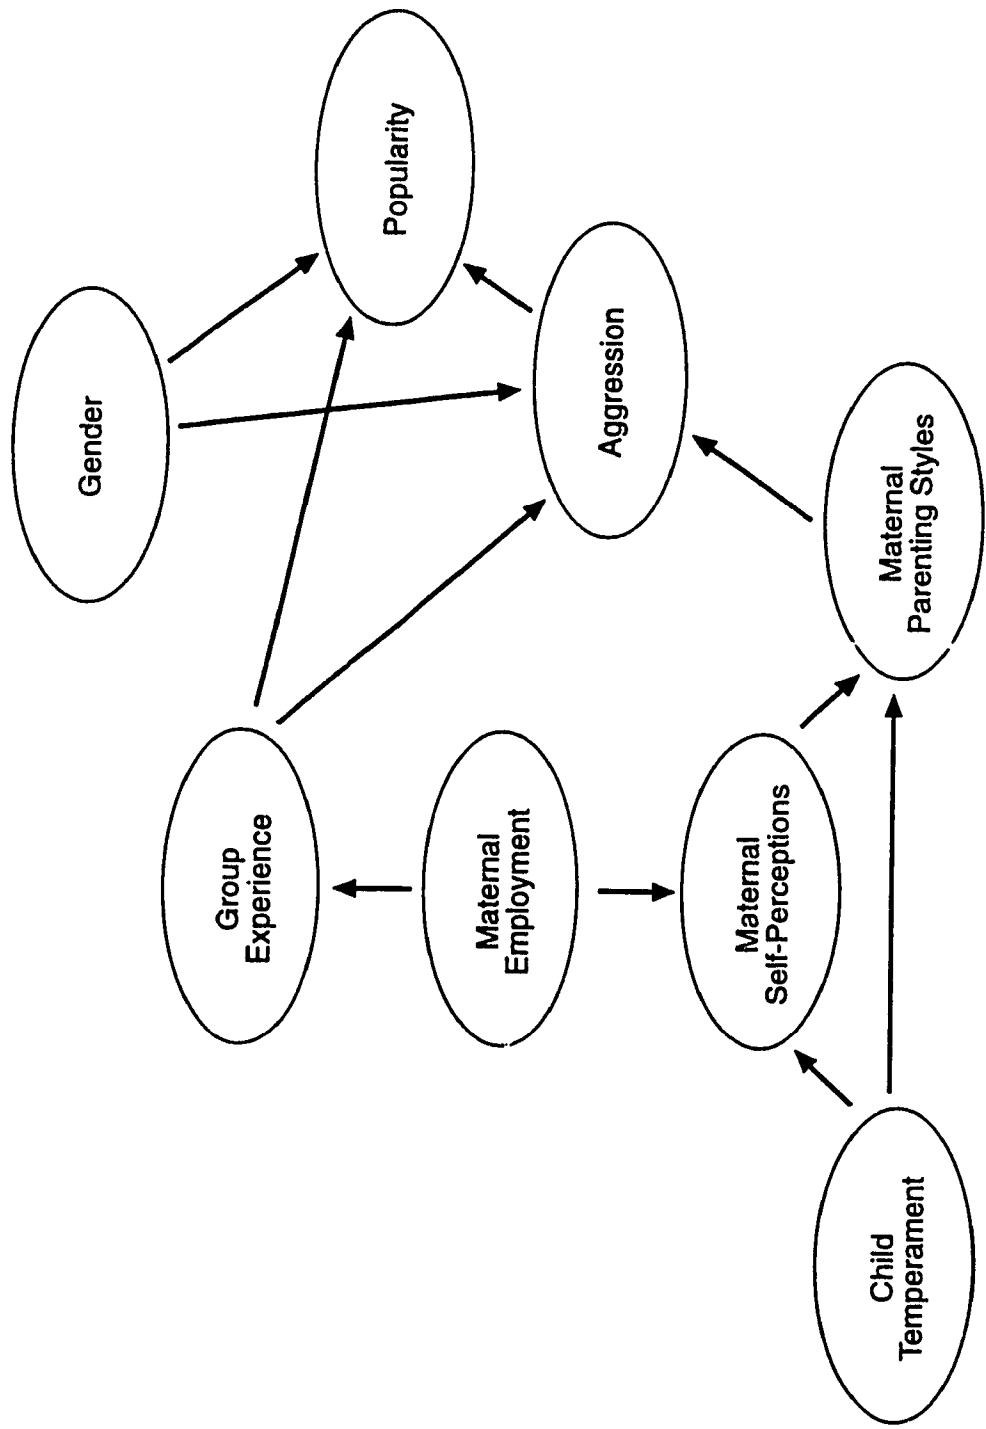 Gender
Popularity
Group
Experience
Aggression
Maternal
Employment
Maternal
Self-Perceptions
Maternal
Parenting Styles
Child
Temperament